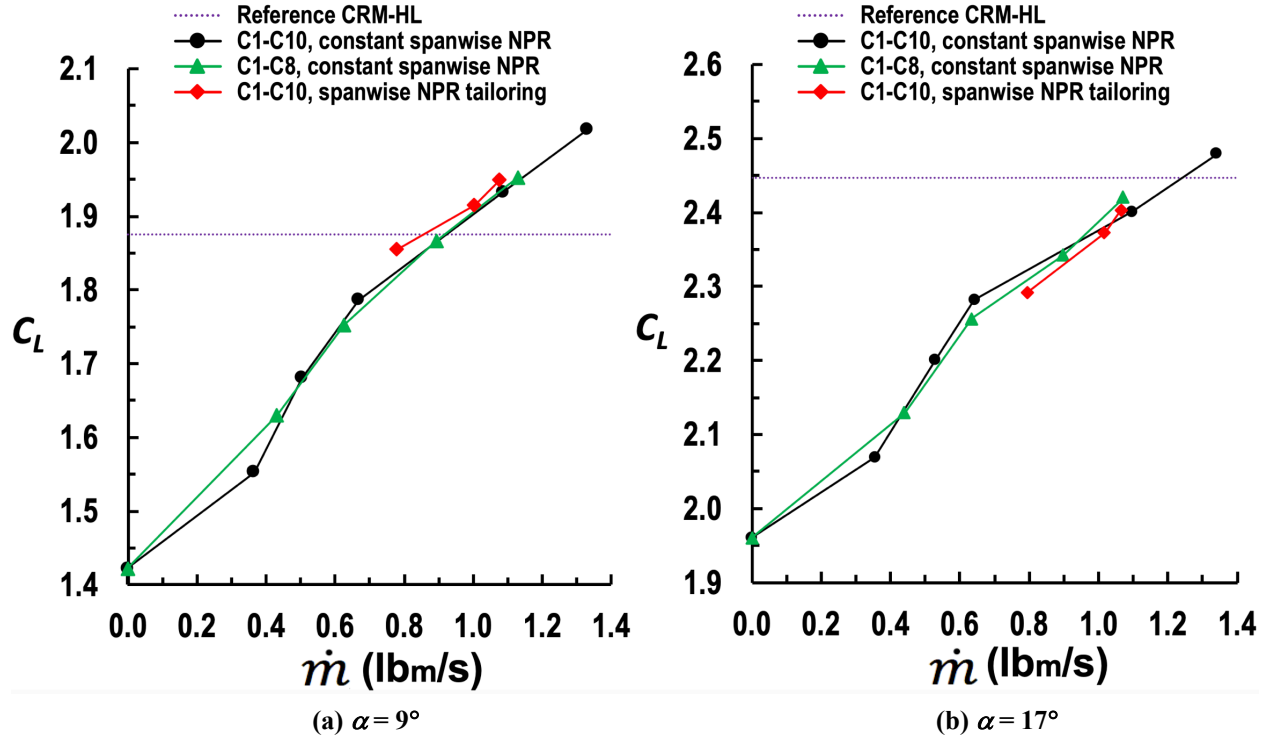 Reference CRM-HL
C1-C10, constant spanwise NPR
C1-C8, constant spanwise NPR
C1-C10, spanwise NPR tailoring
2.1
2.0
1.9
1.8
1.7
1.6
1.5
1.4
CL
0.0 0.2 0.4 0.6 0.8 1.0 1.2 1.4
ṁ (lbm/s)
(a) α = 9°
Reference CRM-HL
C1-C10, constant spanwise NPR
C1-C8, constant spanwise NPR
C1-C10, spanwise NPR tailoring
2.6
2.5
2.4
2.3
2.2
2.1
2.0
1.9
CL
0.0 0.2 0.4 0.6 0.8 1.0 1.2 1.4
ṁ (lbm/s)
(b) α = 17°